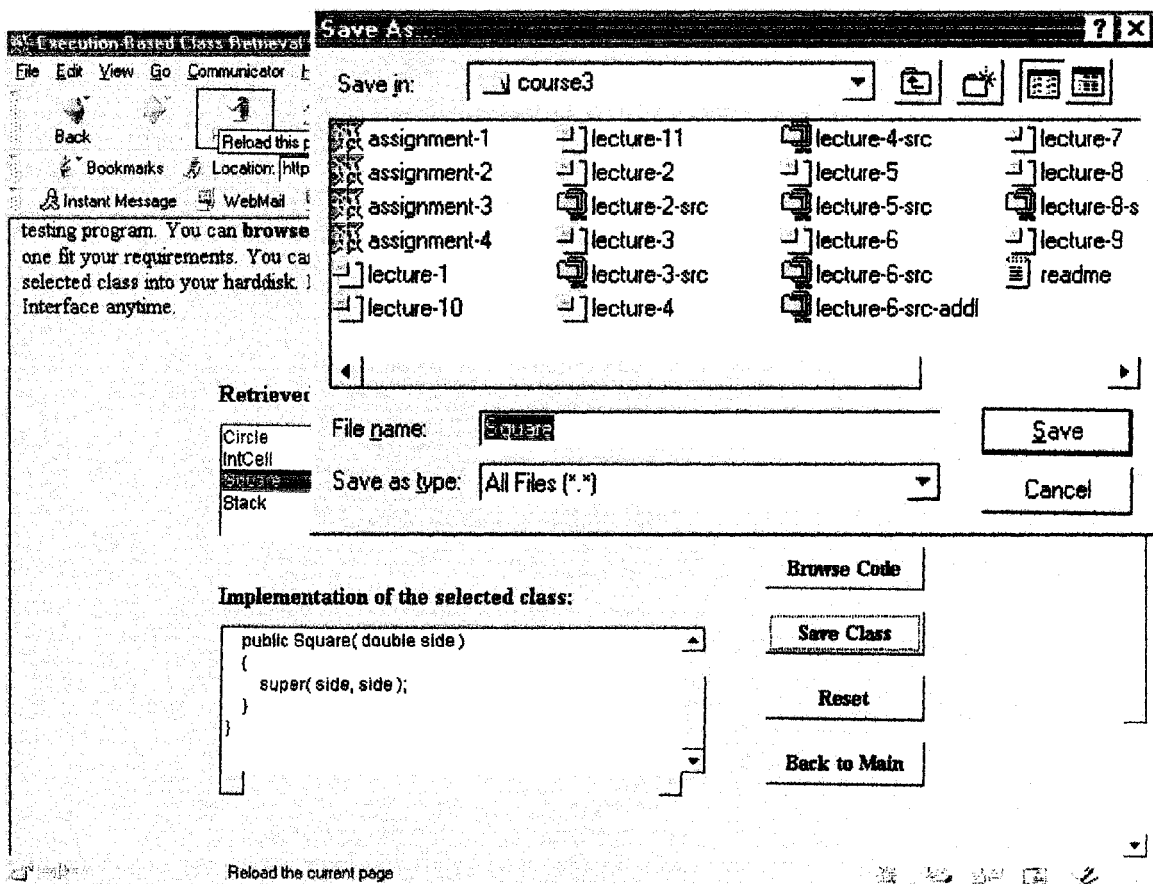 Save As...
Execution-Based Class Retrieval
File Edit View Go Communicator
Save in: course3
Back
Reload this p
Bookmarks Location: http
Instant Message WebMail
assignment-1 lecture-11 lecture-4-src lecture-7
assignment-2 lecture-2 lecture-5 lecture-8
assignment-3 lecture-2-src lecture-5-src lecture-8-s
assignment-4 lecture-3 lecture-6 lecture-9
lecture-1 lecture-3-src lecture-6-src readme
lecture-10 lecture-4 lecture-6-src-addl
testing program. You can browse
one fit your requirements. You ca
selected class into your harddisk.
Interface anytime.
File name: Square Save
Save as type: All Files (*.*) Cancel
Retrieved
Circle
IntCell
Square
Stack
Browse Code
Implementation of the selected class:
Save Class
public Square( double side )
{
super( side, side );
}
}
Reset
Back to Main
Reload the current page